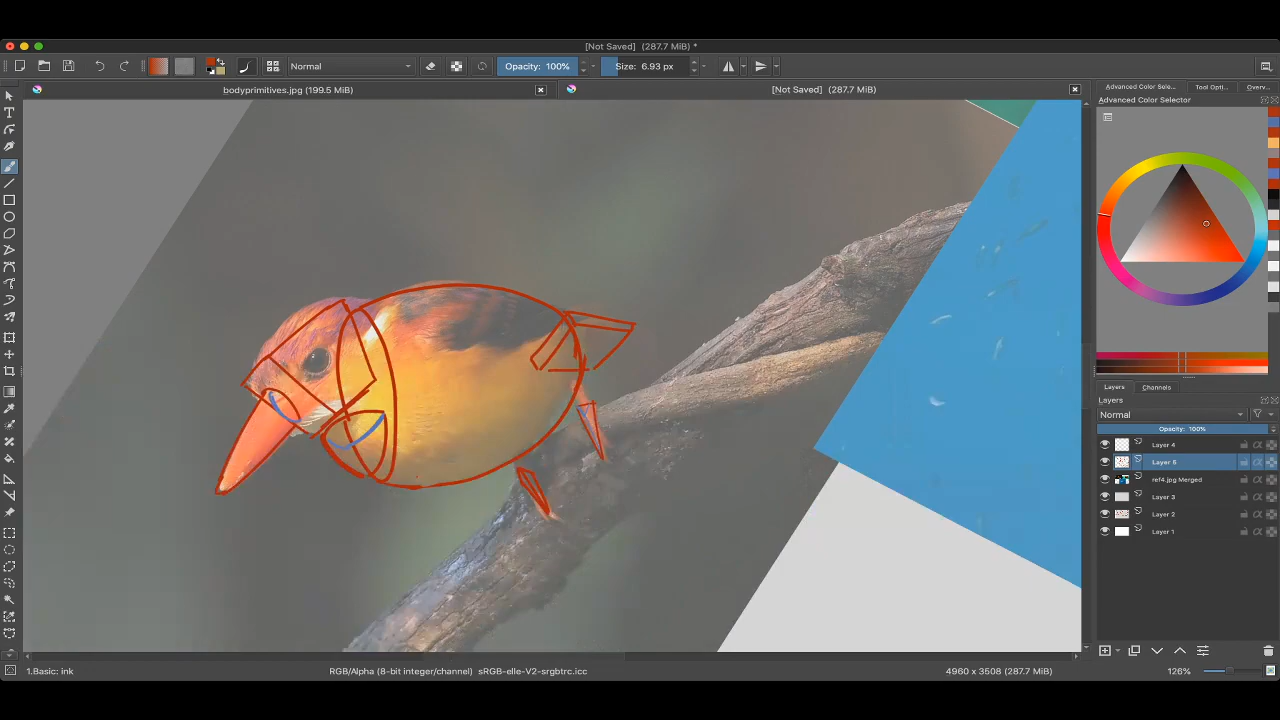 [Not Saved] (287.7 MiB) *
Normal
Opacity: 100%
Size: 6.93 px
bodyprimitives.jpg (199.5 MiB)
[Not Saved] (287.7 MiB)
Advanced Color Sele...
Tool Opti...
Overv...
Advanced Color Selector
Layers
Channels
Layers
Normal
Opacity: 100%
Layer 4
Layer 5
ref4.jpg Merged
Layer 3
Layer 2
Layer 1
1.Basic: ink
RGB/Alpha (8-bit integer/channel) sRGB-elle-V2-srgbtrc.icc
4960 x 3508 (287.7 MiB)
126%